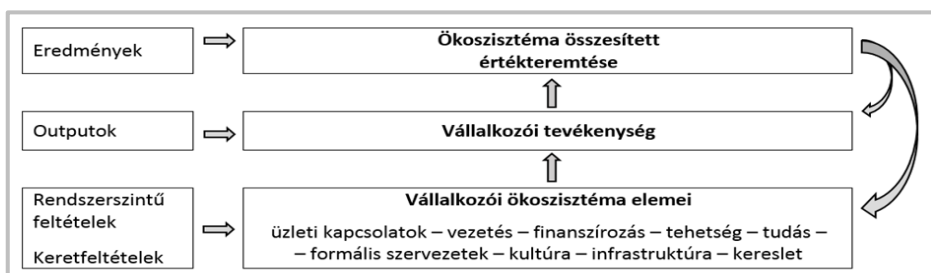 Eredmények
Ökoszisztéma összesített
értékteremtése
Outputok
Vállalkozói tevékenység
Rendszerszintű
feltételek
Keretfeltételek
Vállalkozói ökoszisztéma elemei
üzleti kapcsolatok – vezetés – finanszírozás – tehetség – tudás –
– formális szervezetek – kultúra – infrastruktúra – kereslet